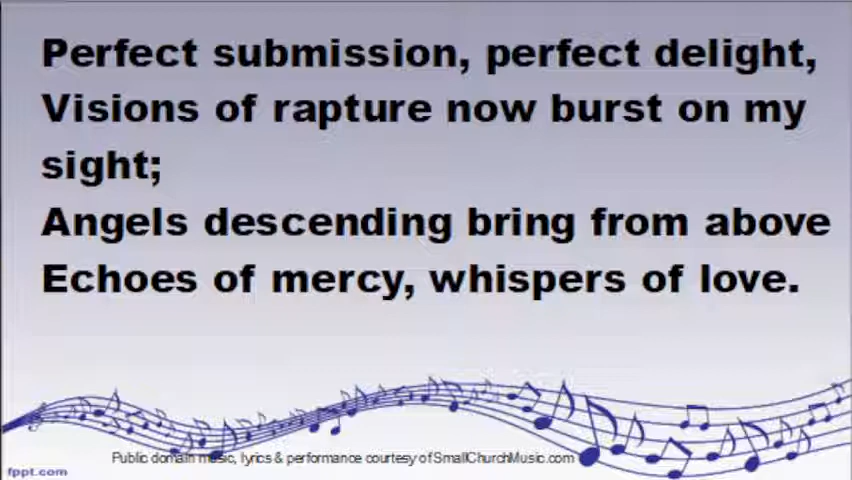 Perfect submission, perfect delight,
Visions of rapture now burst on my
sight;
Angels descending bring from above
Echoes of mercy, whispers of love.
Public domain music, lyrics & performance courtesy of SmallChurchMusic.com
fppt.com